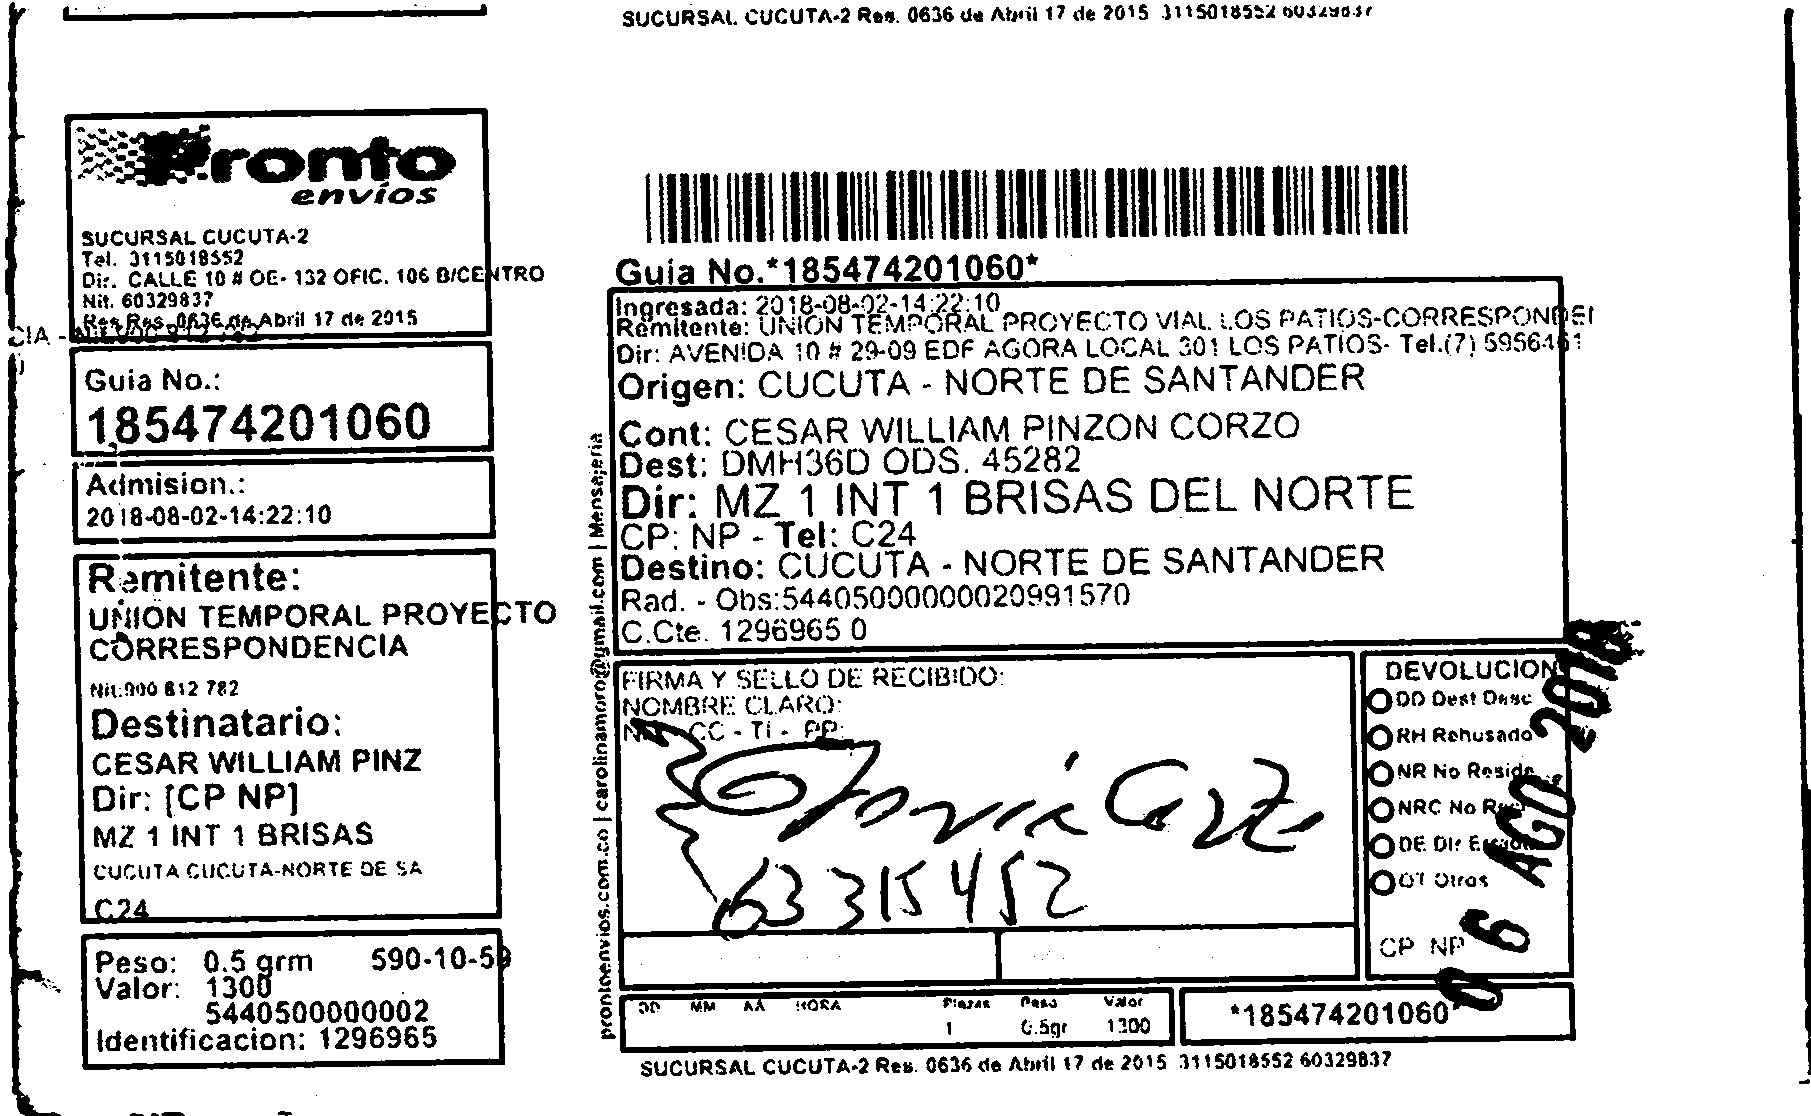 SUCURSAL CUCUTA-2 Res. 0636 de Abril 17 de 2015 3115018552 60329837
Pronto
envíos
SUCURSAL CUCUTA-2
Tel. 3115018552
Dir. CALLE 10 # OE- 132 OFIC. 106 B/CENTRO
Nit. 60329837
Res Res. 0636 de Abril 17 de 2015
Guia No.:
185474201060
Admision.:
2018-08-02-14:22:10
Remitente:
UNION TEMPORAL PROYECTO
CORRESPONDENCIA
Nit:900 812 782
Destinatario:
CESAR WILLIAM PINZ
Dir: [CP NP]
MZ 1 INT 1 BRISAS
CUCUTA CUCUTA-NORTE DE SA
C24
Peso: 0.5 grm 590-10-59
Valor: 1300
5440500000002
Identificacion: 1296965
prontoenvios.com.co | carolinamoro@gmail.com | Mensajeria
Guia No.*185474201060*
Ingresada: 2018-08-02-14:22:10
Remitente: UNION TEMPORAL PROYECTO VIAL LOS PATIOS-CORRESPONDEN
CIA -
Dir: AVENIDA 10 # 29-09 EDF AGORA LOCAL 301 LOS PATIOS- Tel.(7) 5956461
Origen: CUCUTA - NORTE DE SANTANDER
Cont: CESAR WILLIAM PINZON CORZO
Dest: DMH36D ODS. 45282
Dir: MZ 1 INT 1 BRISAS DEL NORTE
CP: NP - Tel: C24
Destino: CUCUTA - NORTE DE SANTANDER
Rad. - Obs:544050000000020991570
C.Cte. 1296965 0
FIRMA Y SELLO DE RECIBIDO:
NOMBRE CLARO:
CC - TI - PP:
Corzo
63315452
DEVOLUCION
DD Dest Desc
RH Rehusado
NR No Reside
NRC No
DE Dir
OT Otros
CP NP
06 AGO 2018
DD MM AA HORA Piezas Peso Valor
1 0.5gr 1300
*185474201060*
SUCURSAL CUCUTA-2 Res. 0636 de Abril 17 de 2015 3115018552 60329837